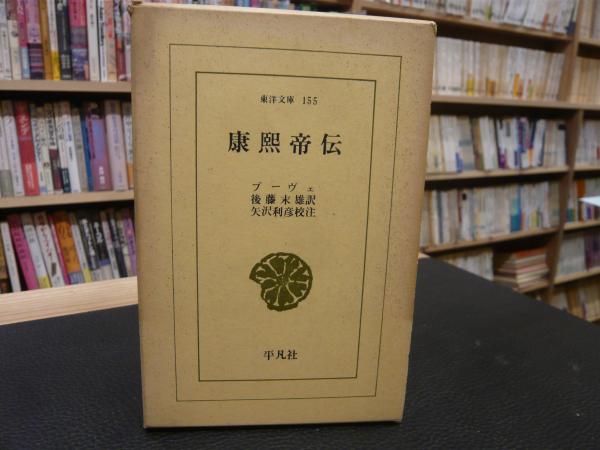 東洋文庫 155
康熙帝伝
ブーヴェ
後藤末雄訳
矢沢利彦校注
平凡社